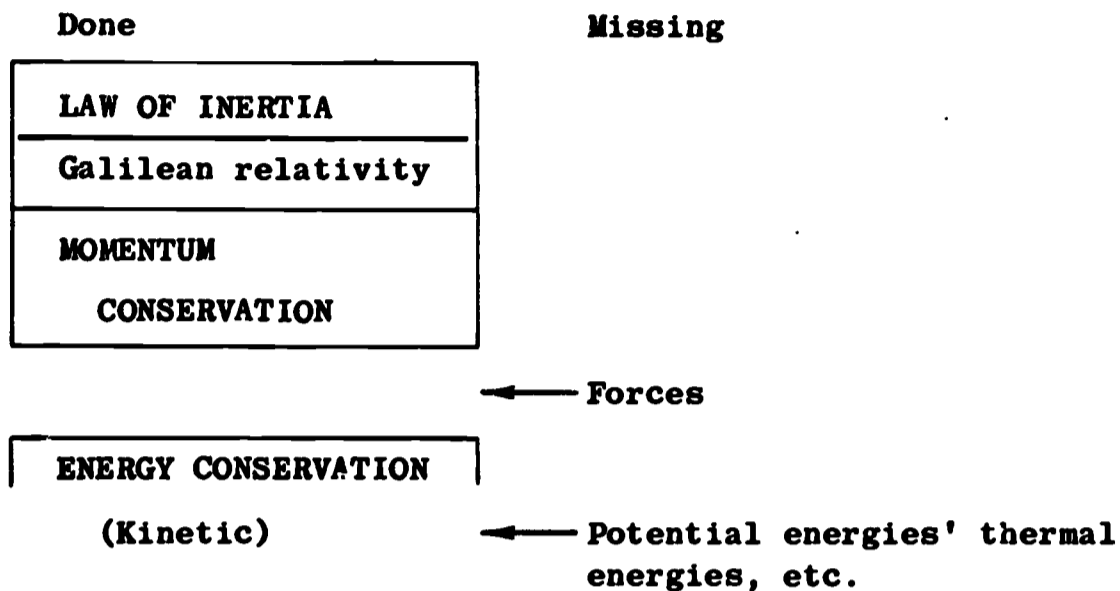 Done Missing
LAW OF INERTIA
Galilean relativity
MOMENTUM
CONSERVATION
Forces
ENERGY CONSERVATION
(Kinetic) Potential energies' thermal
energies, etc.